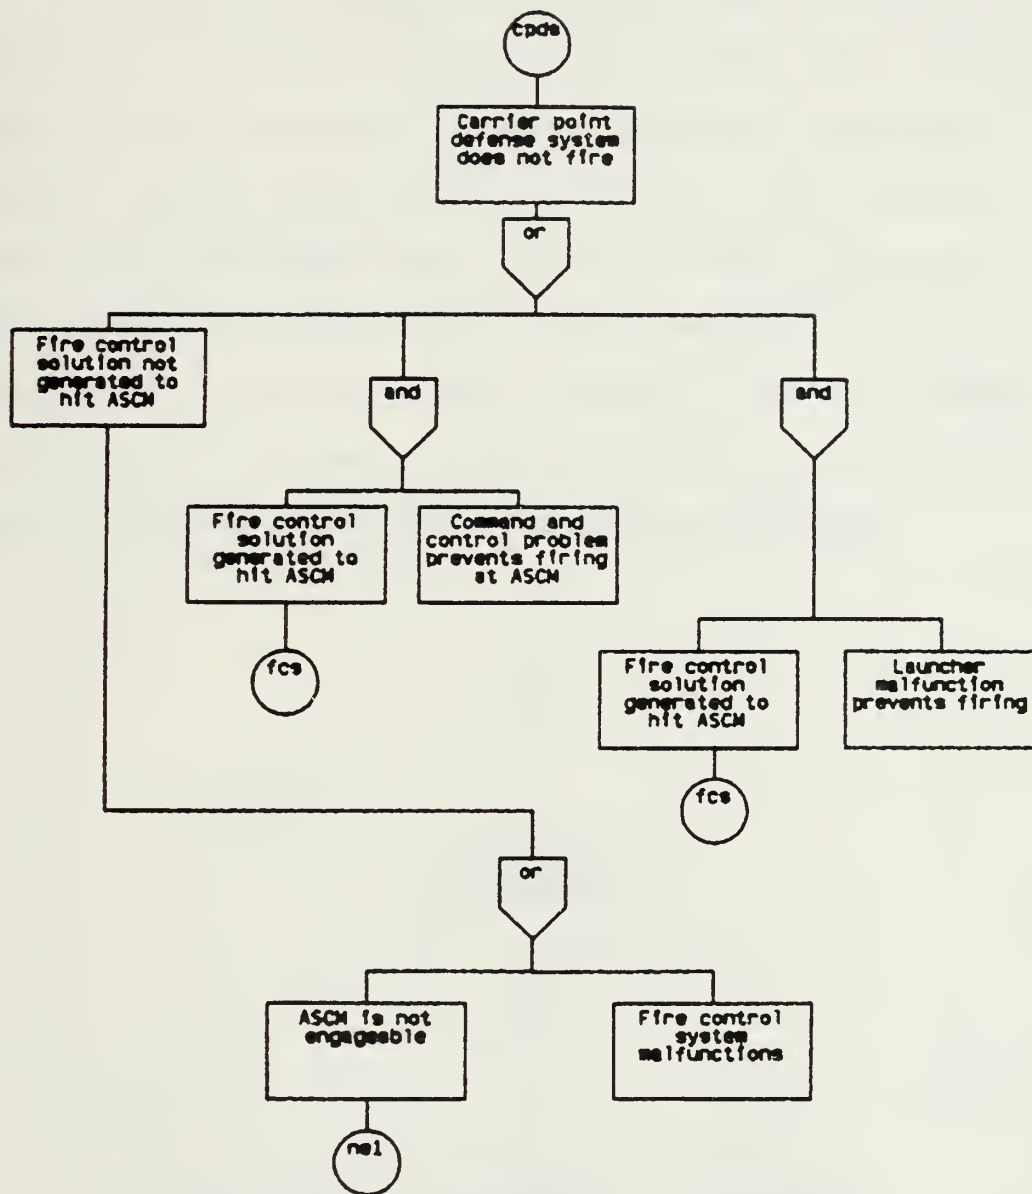 cpds
Carrier point
defense system
does not fire
or
Fire control
solution not
generated to
hit ASCM
and
and
Fire control
solution
generated to
hit ASCM
Command and
control problem
prevents firing
at ASCM
fcs
Fire control
solution
generated to
hit ASCM
Launcher
malfunction
prevents firing
fcs
or
ASCM is not
engageable
Fire control
system
malfunctions
ne1